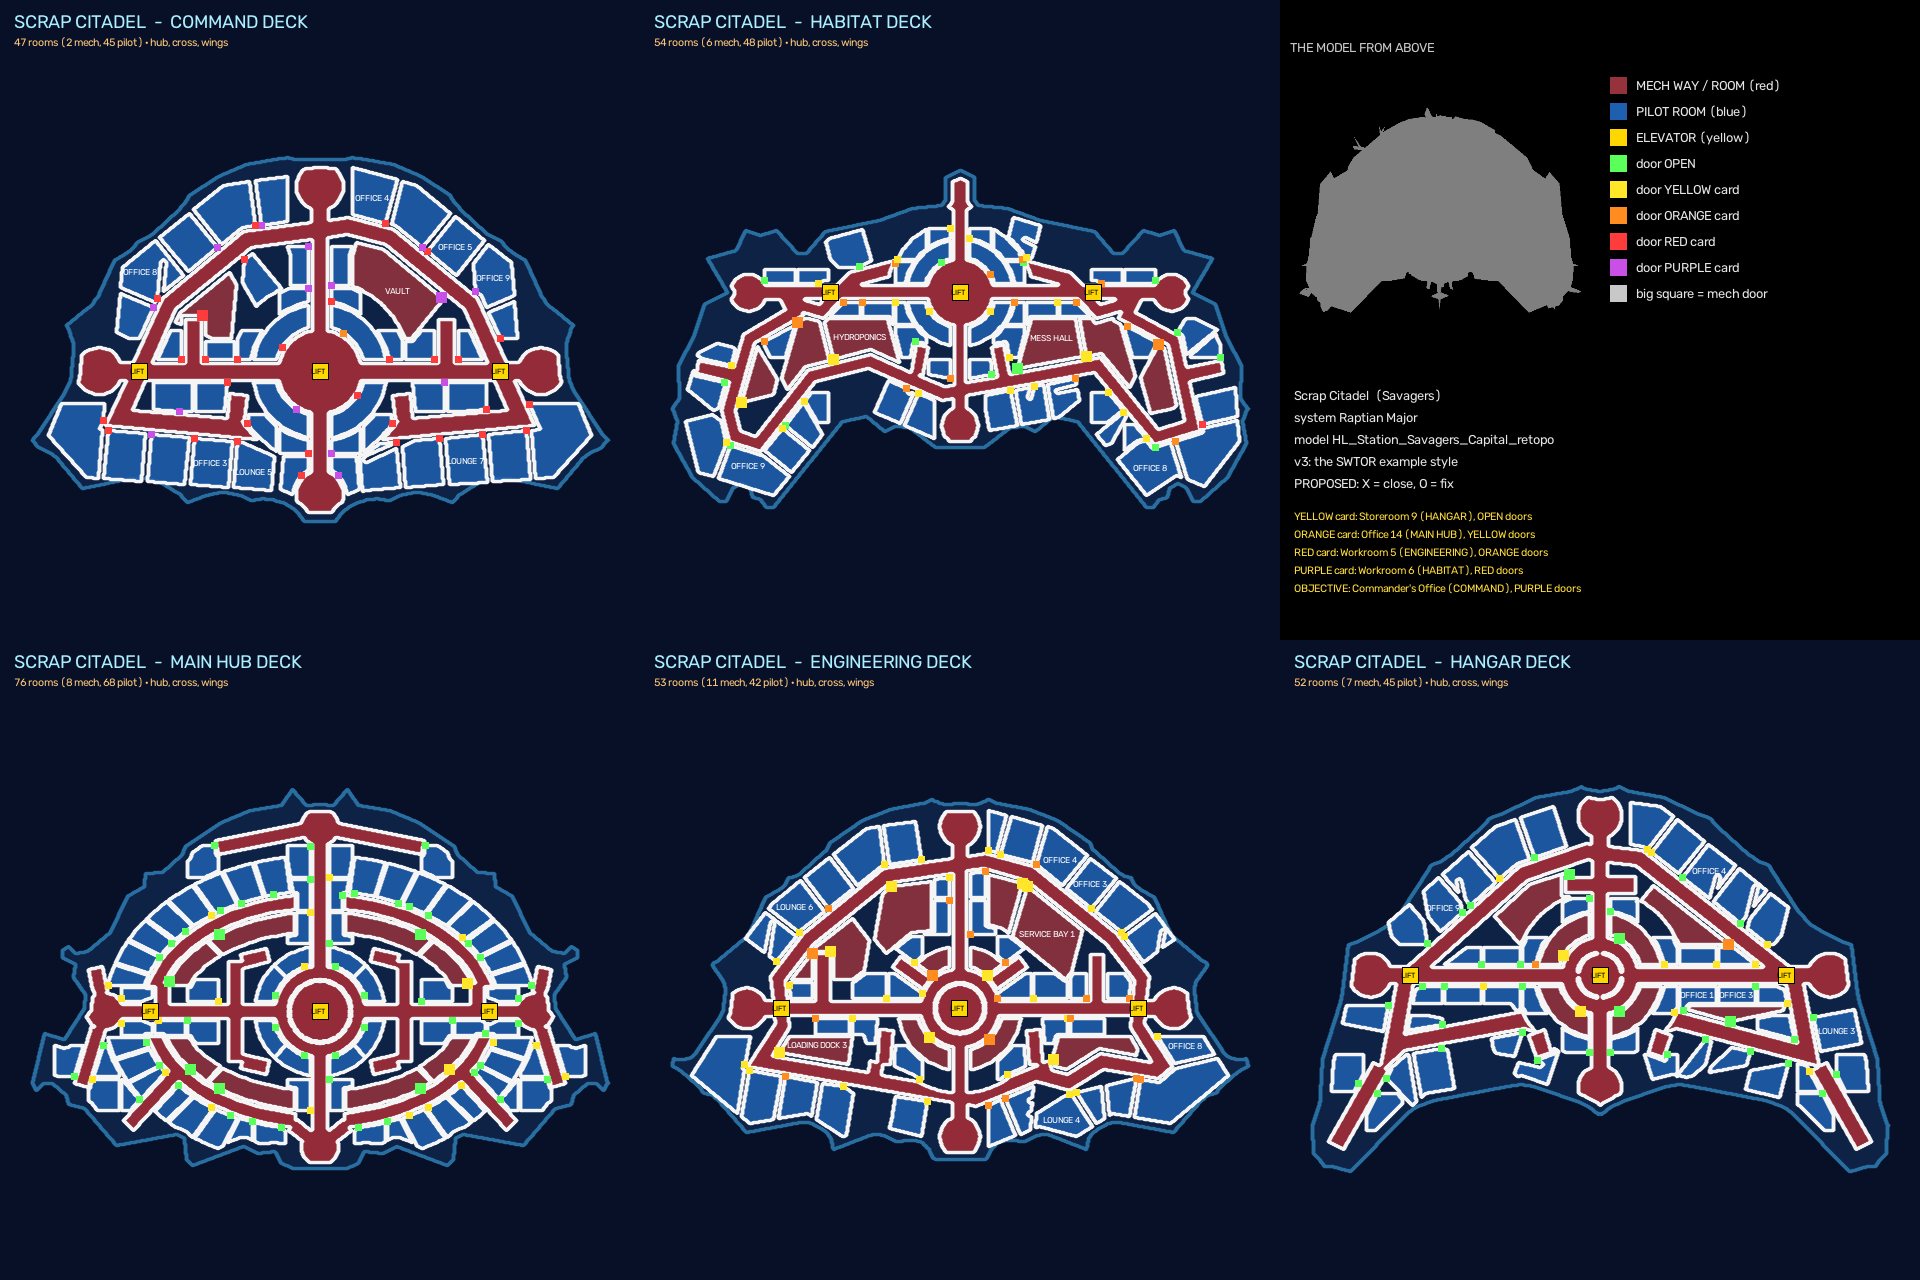 SCRAP CITADEL - COMMAND DECK
47 rooms (2 mech, 45 pilot) • hub, cross, wings
OFFICE 4
OFFICE 5
OFFICE 8
OFFICE 9
VAULT
LIFT
LIFT
LIFT
OFFICE 3
LOUNGE 5
LOUNGE 7
SCRAP CITADEL - HABITAT DECK
54 rooms (6 mech, 48 pilot) • hub, cross, wings
LIFT
LIFT
LIFT
HYDROPONICS
MESS HALL
OFFICE 9
OFFICE 8
THE MODEL FROM ABOVE
MECH WAY / ROOM (red)
PILOT ROOM (blue)
ELEVATOR (yellow)
door OPEN
door YELLOW card
door ORANGE card
door RED card
door PURPLE card
big square = mech door
Scrap Citadel (Savagers)
system Raptian Major
model HL_Station_Savagers_Capital_retopo
v3: the SWTOR example style
PROPOSED: X = close, O = fix
YELLOW card: Storeroom 9 (HANGAR), OPEN doors
ORANGE card: Office 14 (MAIN HUB), YELLOW doors
RED card: Workroom 5 (ENGINEERING), ORANGE doors
PURPLE card: Workroom 6 (HABITAT), RED doors
OBJECTIVE: Commander's Office (COMMAND), PURPLE doors
SCRAP CITADEL - MAIN HUB DECK
76 rooms (8 mech, 68 pilot) • hub, cross, wings
LIFT
LIFT
LIFT
SCRAP CITADEL - ENGINEERING DECK
53 rooms (11 mech, 42 pilot) • hub, cross, wings
OFFICE 4
OFFICE 3
LOUNGE 6
SERVICE BAY 1
LIFT
LIFT
LIFT
LOADING DOCK 3
OFFICE 8
LOUNGE 4
SCRAP CITADEL - HANGAR DECK
52 rooms (7 mech, 45 pilot) • hub, cross, wings
OFFICE 4
OFFICE 9
LIFT
LIFT
LIFT
OFFICE 1
OFFICE 3
LOUNGE 3